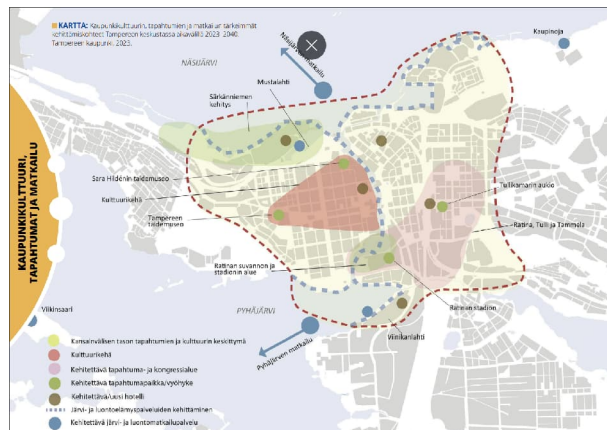 KARTTA: Kaupunkikulttuurin, tapahtumien ja matkailun tärkeimmät
kehittämiskohteet Tampereen keskustassa aikavälillä 2023–2040.
Tampereen kaupunki, 2023.
Näsijärven matkailu
Kaupinoja
NÄSIJÄRVI
Mustalahti
Särkänniemen
kehitys
KAUPUNKIKULTTUURI,
TAPAHTUMAT JA MATKAILU
Sara Hildénin taidemuseo
Kulttuurikehä
Tullikamarin aukio
Tampereen
taidemuseo
Ratina, Tulli ja Tammela
Ratinan suvannon ja
stadionin alue
Ratinan stadion
Viikinsaari
PYHÄJÄRVI
Viinikanlahti
Pyhäjärven matkailu
Kansainvälisen tason tapahtumien ja kulttuurin keskittymä
Kulttuurikehä
Kehitettävä tapahtuma- ja kongressialue
Kehitettävä tapahtumapaikka/vyöhyke
Kehitettävä/uusi hotelli
Järvi- ja luontoelämyspalveluiden kehittäminen
Kehitettävä järvi- ja luontomatkailupalvelu